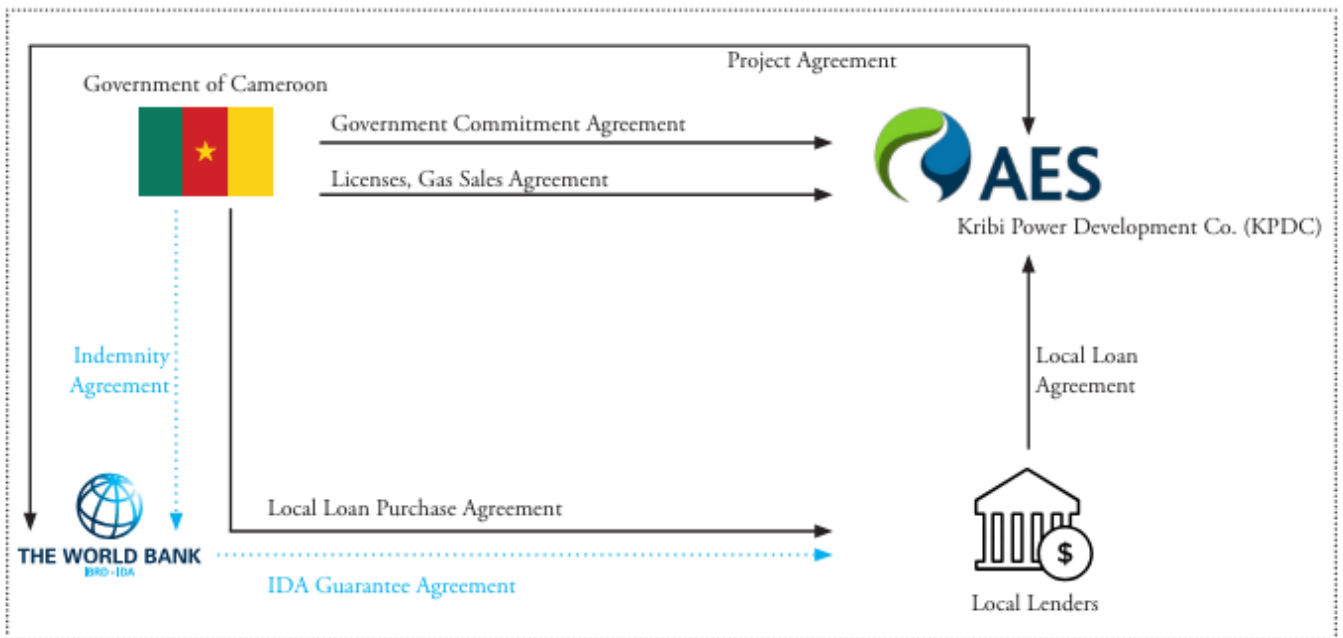 Project Agreement
Government of Cameroon
Government Commitment Agreement
Licenses, Gas Sales Agreement
AES
Kribi Power Development Co. (KPDC)
Indemnity
Agreement
Local Loan
Agreement
Local Loan Purchase Agreement
THE WORLD BANK
IBRD - IDA
IDA Guarantee Agreement
$
Local Lenders